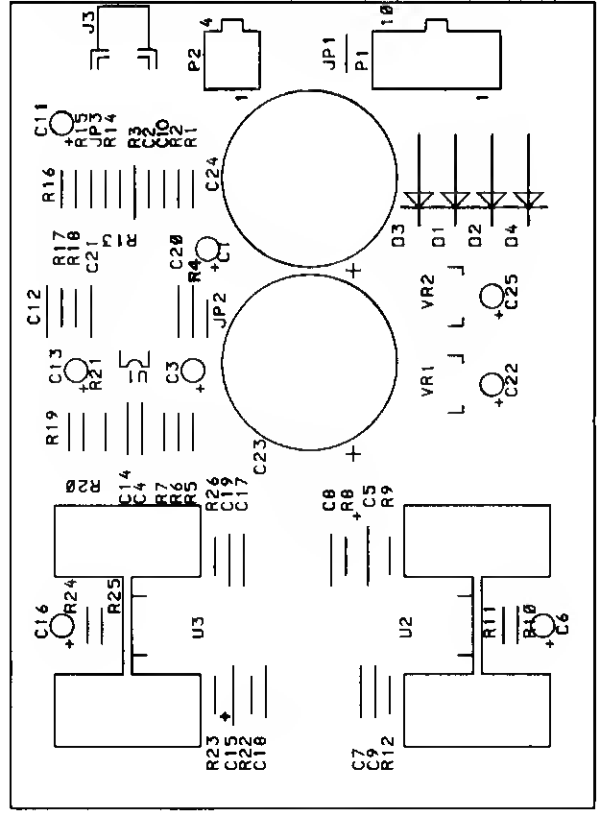 J3
4
P2
1
10
JP1
P1
1
C11
R15
JP3
R14
R3
C2
C10
R2
R1
R16
C24
R17
R18
C21
R13
C20
R4
C1
D3
D1
D2
D4
C12
JP2
VR2
C25
C13
R21
C3
VR1
C22
R19
C23
R20
C14
C4
R7
R6
R5
R26
C19
C17
C8
R8
C5
R9
C16
R24
R25
U3
U2
R11
R10
C6
R23
C15
R22
C18
C7
C9
R12